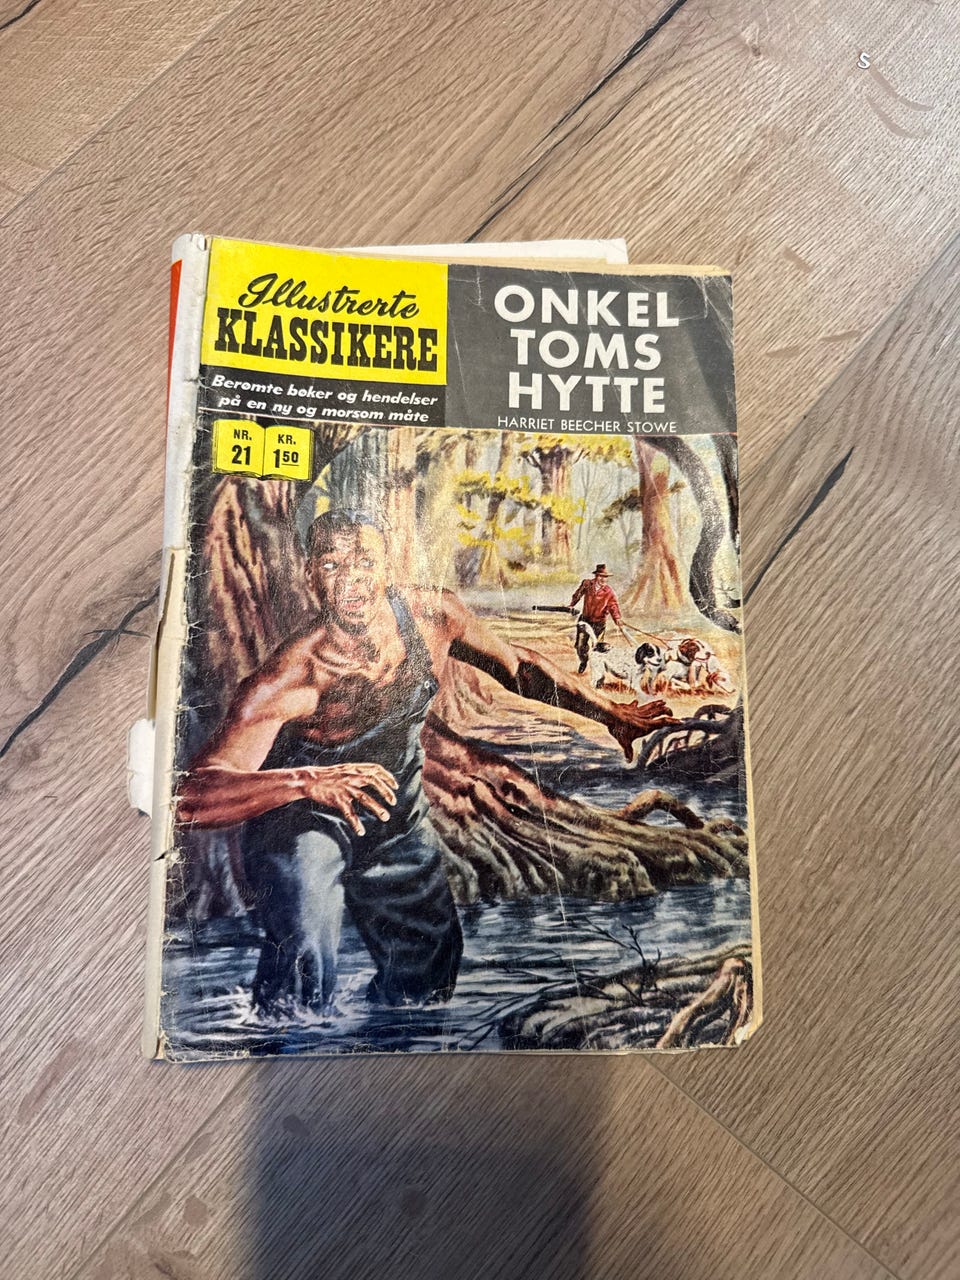 Illustrerte
KLASSIKERE
Berømte bøker og hendelser
på en ny og morsom måte
NR.
21
KR.
1 50
ONKEL
TOMS
HYTTE
HARRIET BEECHER STOWE
S